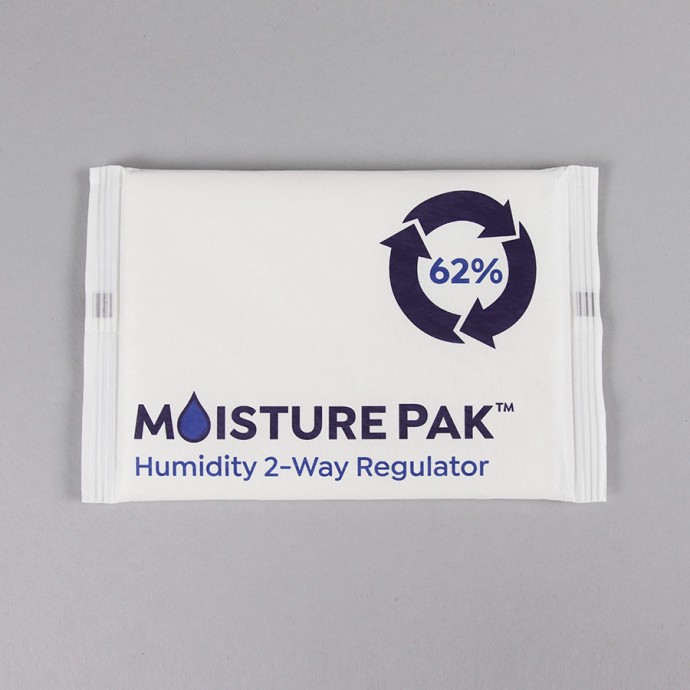 62%
MOISTURE PAK™
Humidity 2-Way Regulator